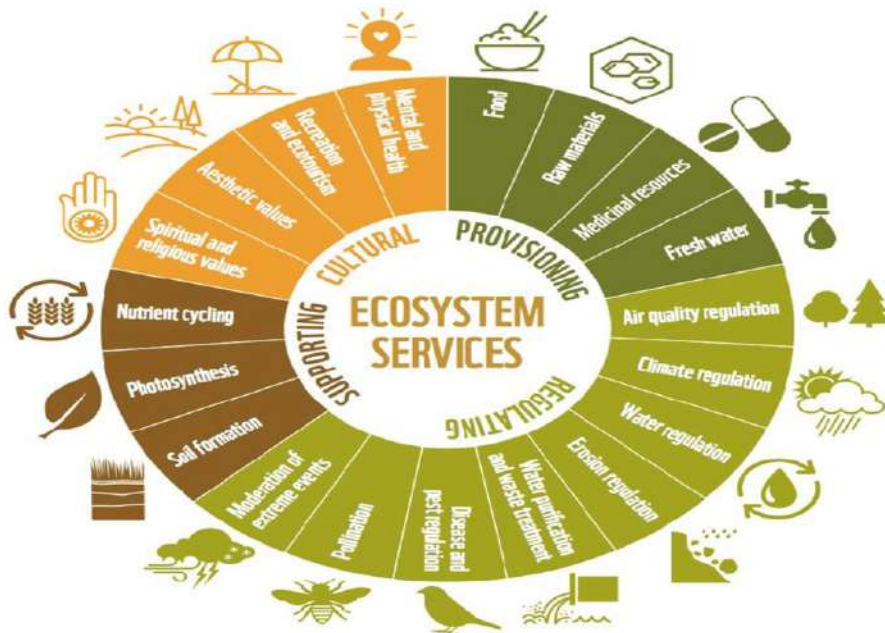 ECOSYSTEM
SERVICES
PROVISIONING
Food
Raw materials
Medicinal resources
Fresh water
REGULATING
Air quality regulation
Climate regulation
Water regulation
Erosion regulation
Water purification
and waste treatment
Disease and
pest regulation
Pollination
Moderation of
extreme events
SUPPORTING
Soil formation
Photosynthesis
Nutrient cycling
CULTURAL
Spiritual and
religious values
Aesthetic values
Recreation
and ecotourism
Mental and
physical health